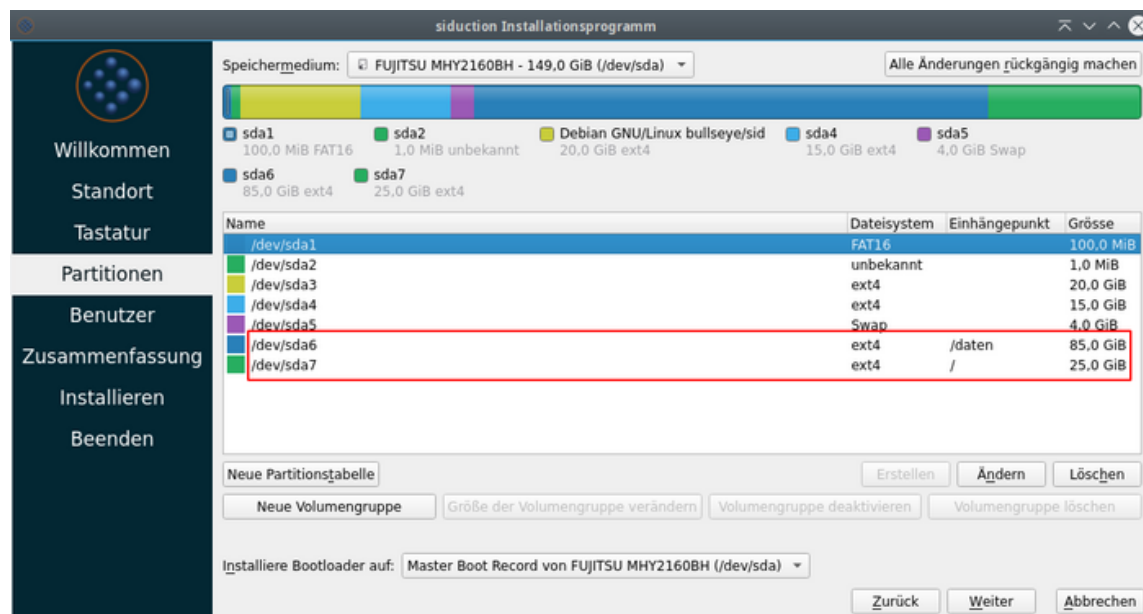 siduction Installationsprogramm
Speichermedium: FUJITSU MHY2160BH - 149,0 GiB (/dev/sda) Alle Änderungen rückgängig machen
sda1 sda2 Debian GNU/Linux bullseye/sid sda4 sda5
100,0 MiB FAT16 1,0 MiB unbekannt 20,0 GiB ext4 15,0 GiB ext4 4,0 GiB Swap
sda6 sda7
85,0 GiB ext4 25,0 GiB ext4
Willkommen
Standort
Tastatur
Partitionen
Benutzer
Zusammenfassung
Installieren
Beenden
Name Dateisystem Einhängepunkt Grösse
/dev/sda1 FAT16 100,0 MiB
/dev/sda2 unbekannt 1,0 MiB
/dev/sda3 ext4 20,0 GiB
/dev/sda4 ext4 15,0 GiB
/dev/sda5 Swap 4,0 GiB
/dev/sda6 ext4 /daten 85,0 GiB
/dev/sda7 ext4 / 25,0 GiB
Neue Partitionstabelle Erstellen Ändern Löschen
Neue Volumengruppe Größe der Volumengruppe verändern Volumengruppe deaktivieren Volumengruppe löschen
Installiere Bootloader auf: Master Boot Record von FUJITSU MHY2160BH (/dev/sda)
Zurück Weiter Abbrechen